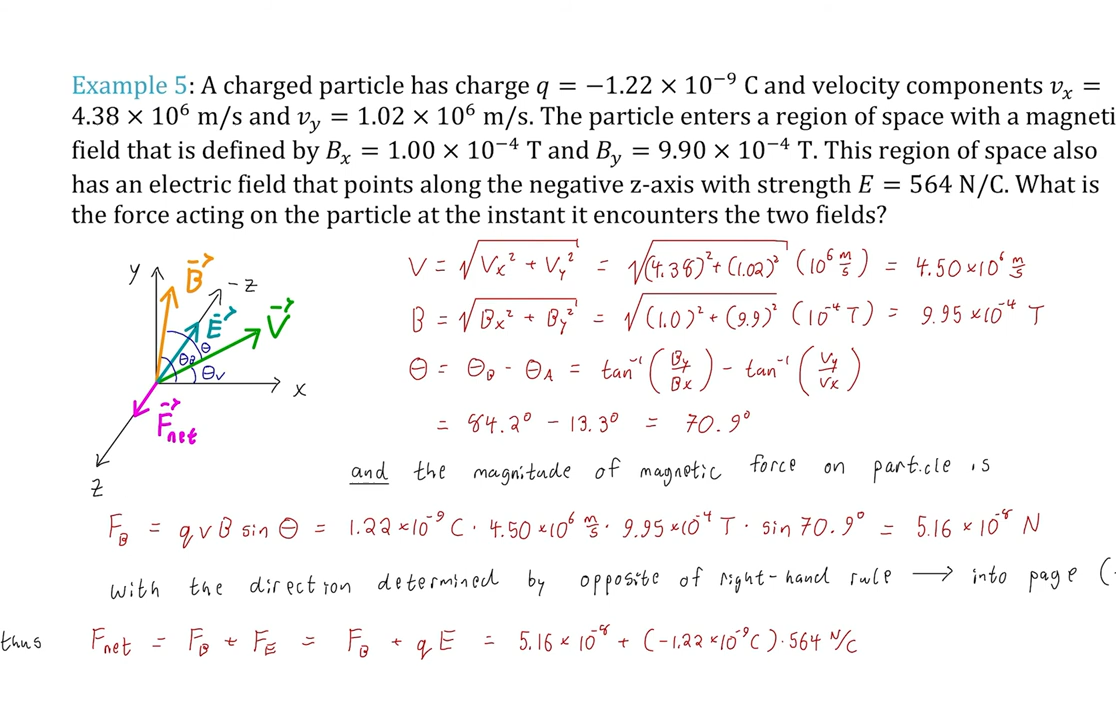 Example 5: A charged particle has charge q = −1.22 × 10⁻⁹ C and velocity components vₓ =
4.38 × 10⁶ m/s and v_y = 1.02 × 10⁶ m/s. The particle enters a region of space with a magneti
field that is defined by Bₓ = 1.00 × 10⁻⁴ T and B_y = 9.90 × 10⁻⁴ T. This region of space also
has an electric field that points along the negative z-axis with strength E = 564 N/C. What is
the force acting on the particle at the instant it encounters the two fields?
y B⃗ −z E⃗ V⃗ θ θ_B θ_V x F⃗_net z
V = √(Vₓ² + V_y²) = √((4.38)² + (1.02)²) (10⁶ m/s) = 4.50 × 10⁶ m/s
B = √(Bₓ² + B_y²) = √((1.0)² + (9.9)²) (10⁻⁴ T) = 9.95 × 10⁻⁴ T
θ = θ_B − θ_A = tan⁻¹(B_y/Bₓ) − tan⁻¹(V_y/Vₓ)
= 84.2° − 13.3° = 70.9°
and the magnitude of magnetic force on particle is
F_B = q v B sin θ = 1.22 × 10⁻⁹ C · 4.50 × 10⁶ m/s · 9.95 × 10⁻⁴ T · sin 70.9° = 5.16 × 10⁻⁸ N
with the direction determined by opposite of right-hand rule → into page (-
thus F_net = F_B + F_E = F_B + qE = 5.16 × 10⁻⁸ + (−1.22 × 10⁻⁹ C) · 564 N/C